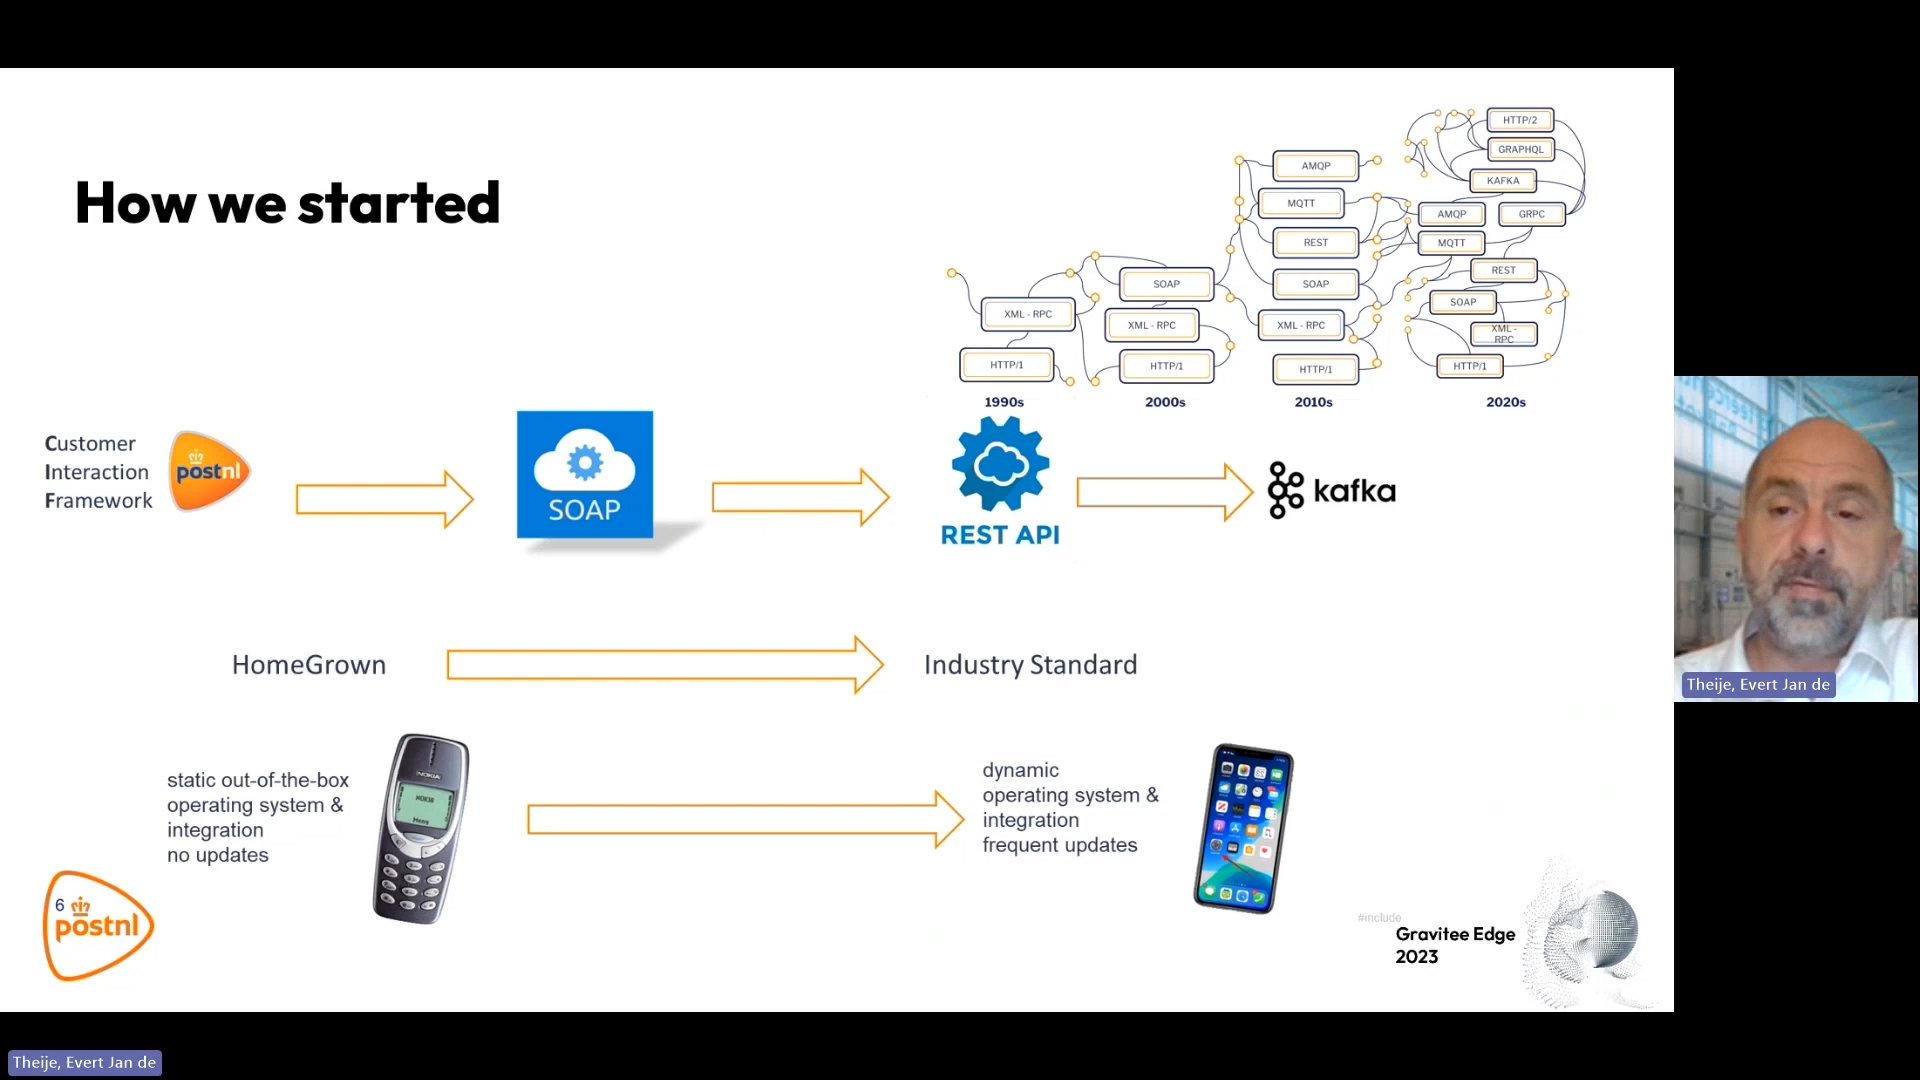 How we started
HTTP/2
GRAPHQL
KAFKA
AMQP
GRPC
MQTT
REST
SOAP
XML -
RPC
HTTP/1
AMQP
MQTT
REST
SOAP
XML - RPC
HTTP/1
SOAP
XML - RPC
HTTP/1
XML - RPC
HTTP/1
1990s
2000s
2010s
2020s
Customer
Interaction
Framework
postnl
SOAP
REST API
kafka
HomeGrown
Industry Standard
static out-of-the-box
operating system &
integration
no updates
NOKIA
dynamic
operating system &
integration
frequent updates
6
postnl
#include
Gravitee Edge
2023
Theije, Evert Jan de
Theije, Evert Jan de